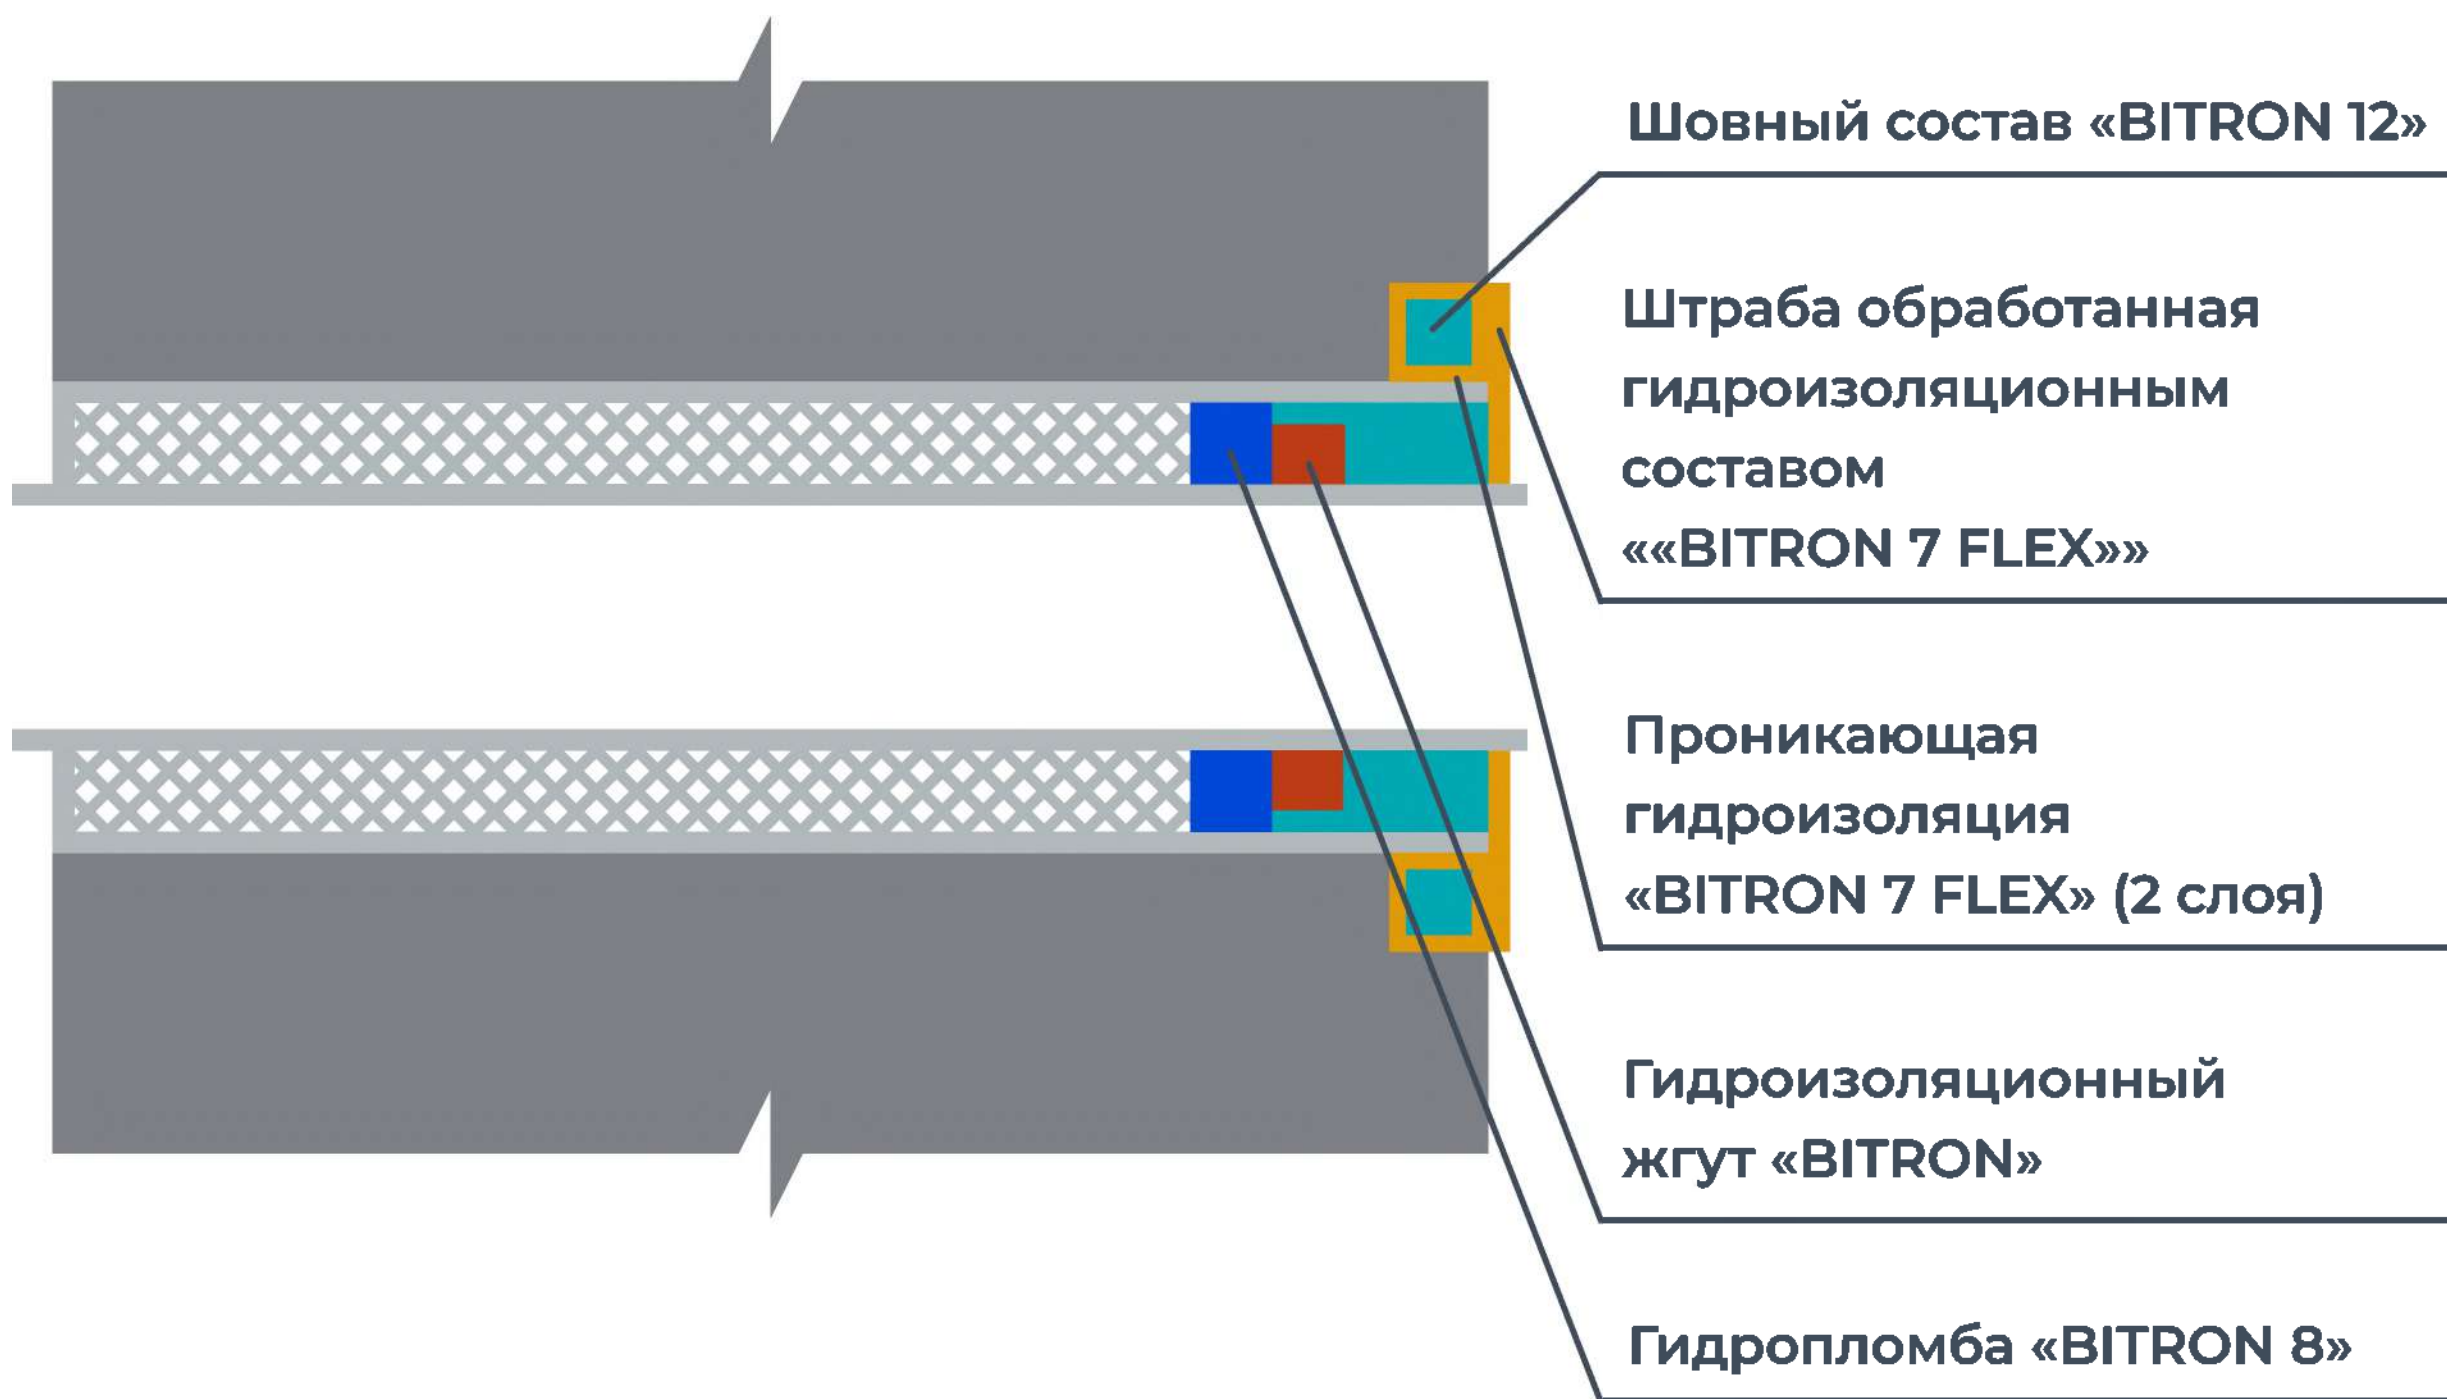 Шовный состав «BITRON 12»
Штраба обработанная
гидроизоляционным
составом
««BITRON 7 FLEX»»
Проникающая
гидроизоляция
«BITRON 7 FLEX» (2 слоя)
Гидроизоляционный
жгут «BITRON»
Гидропломба «BITRON 8»